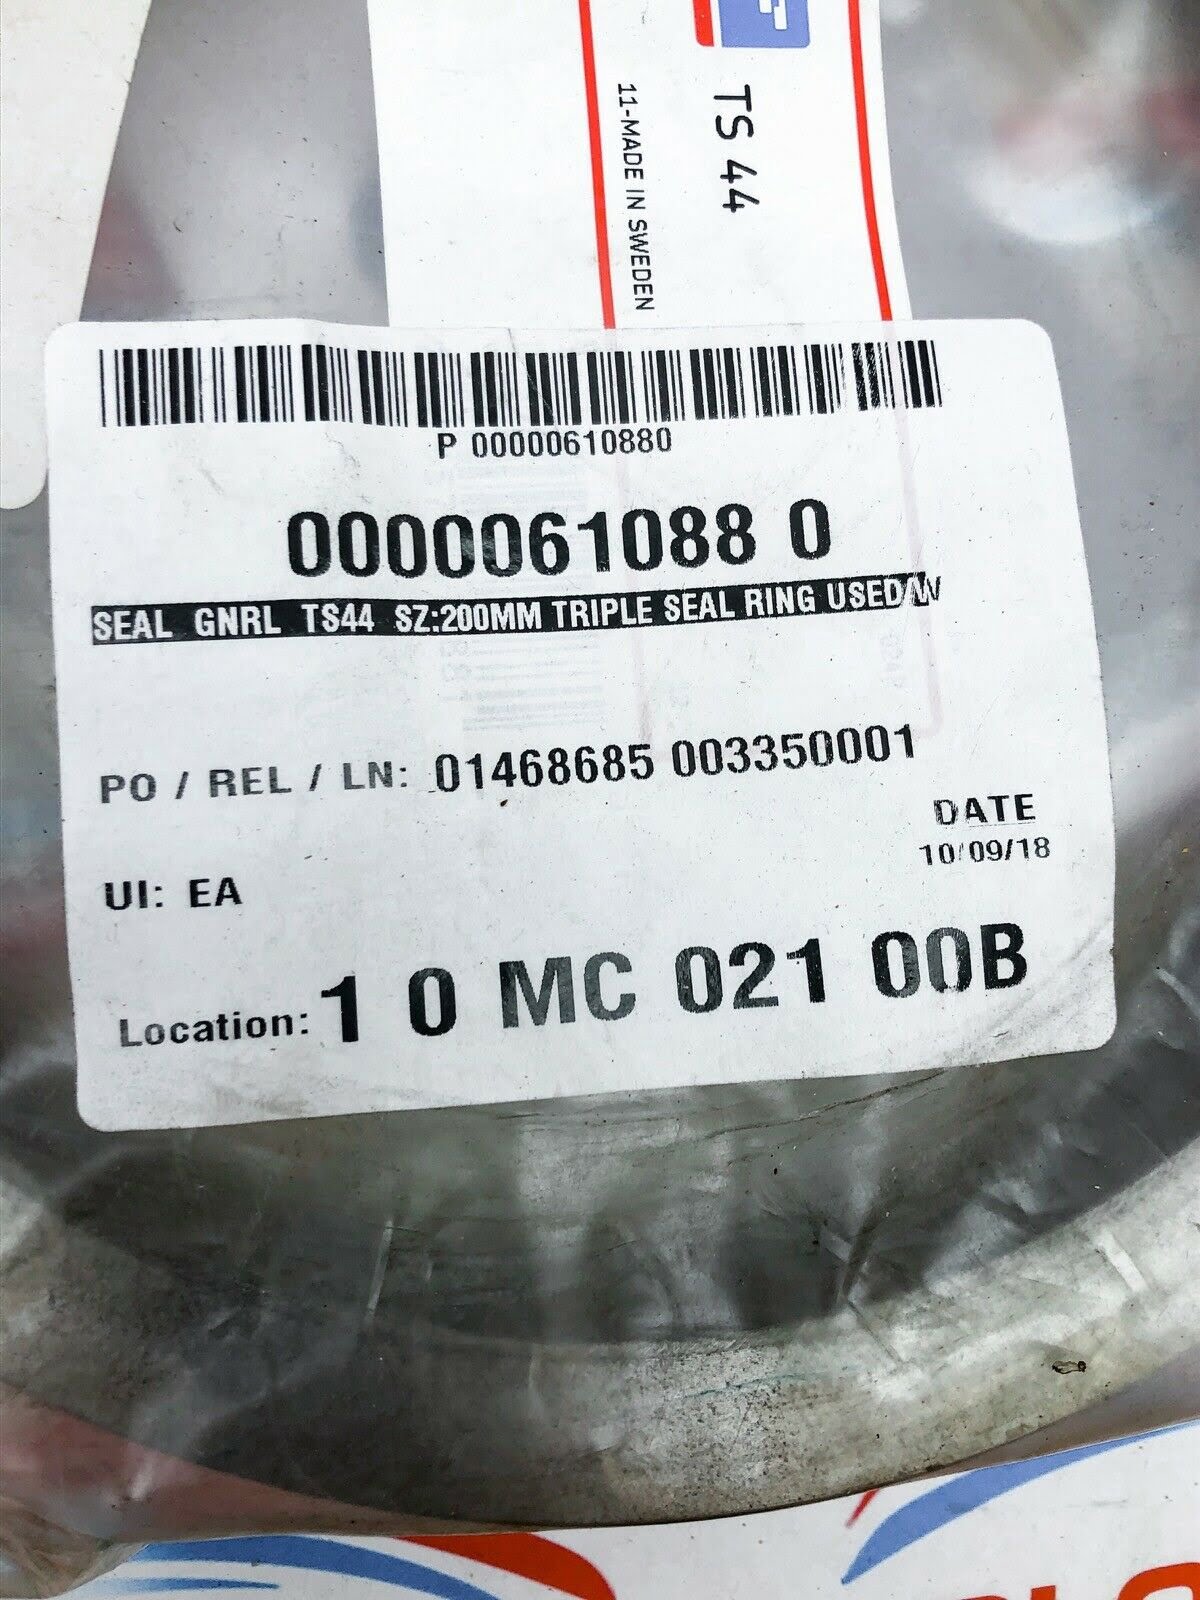 TS 44
11-MADE IN SWEDEN
P 00000610880
0000061088 0
SEAL GNRL TS44 SZ:200MM TRIPLE SEAL RING USED/W
PO / REL / LN: 01468685 003350001
DATE
10/09/18
UI: EA
Location: 1 0 MC 021 00B